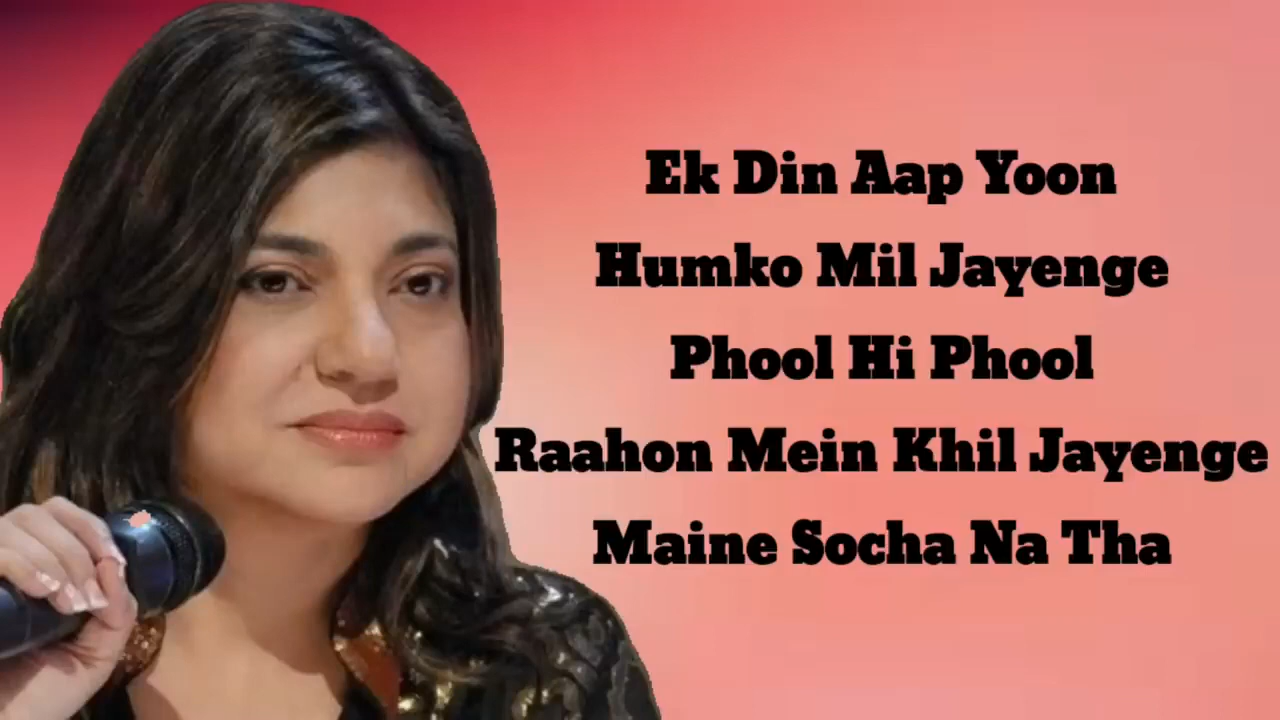 Ek Din Aap Yoon
Humko Mil Jayenge
Phool Hi Phool
Raahon Mein Khil Jayenge
Maine Socha Na Tha